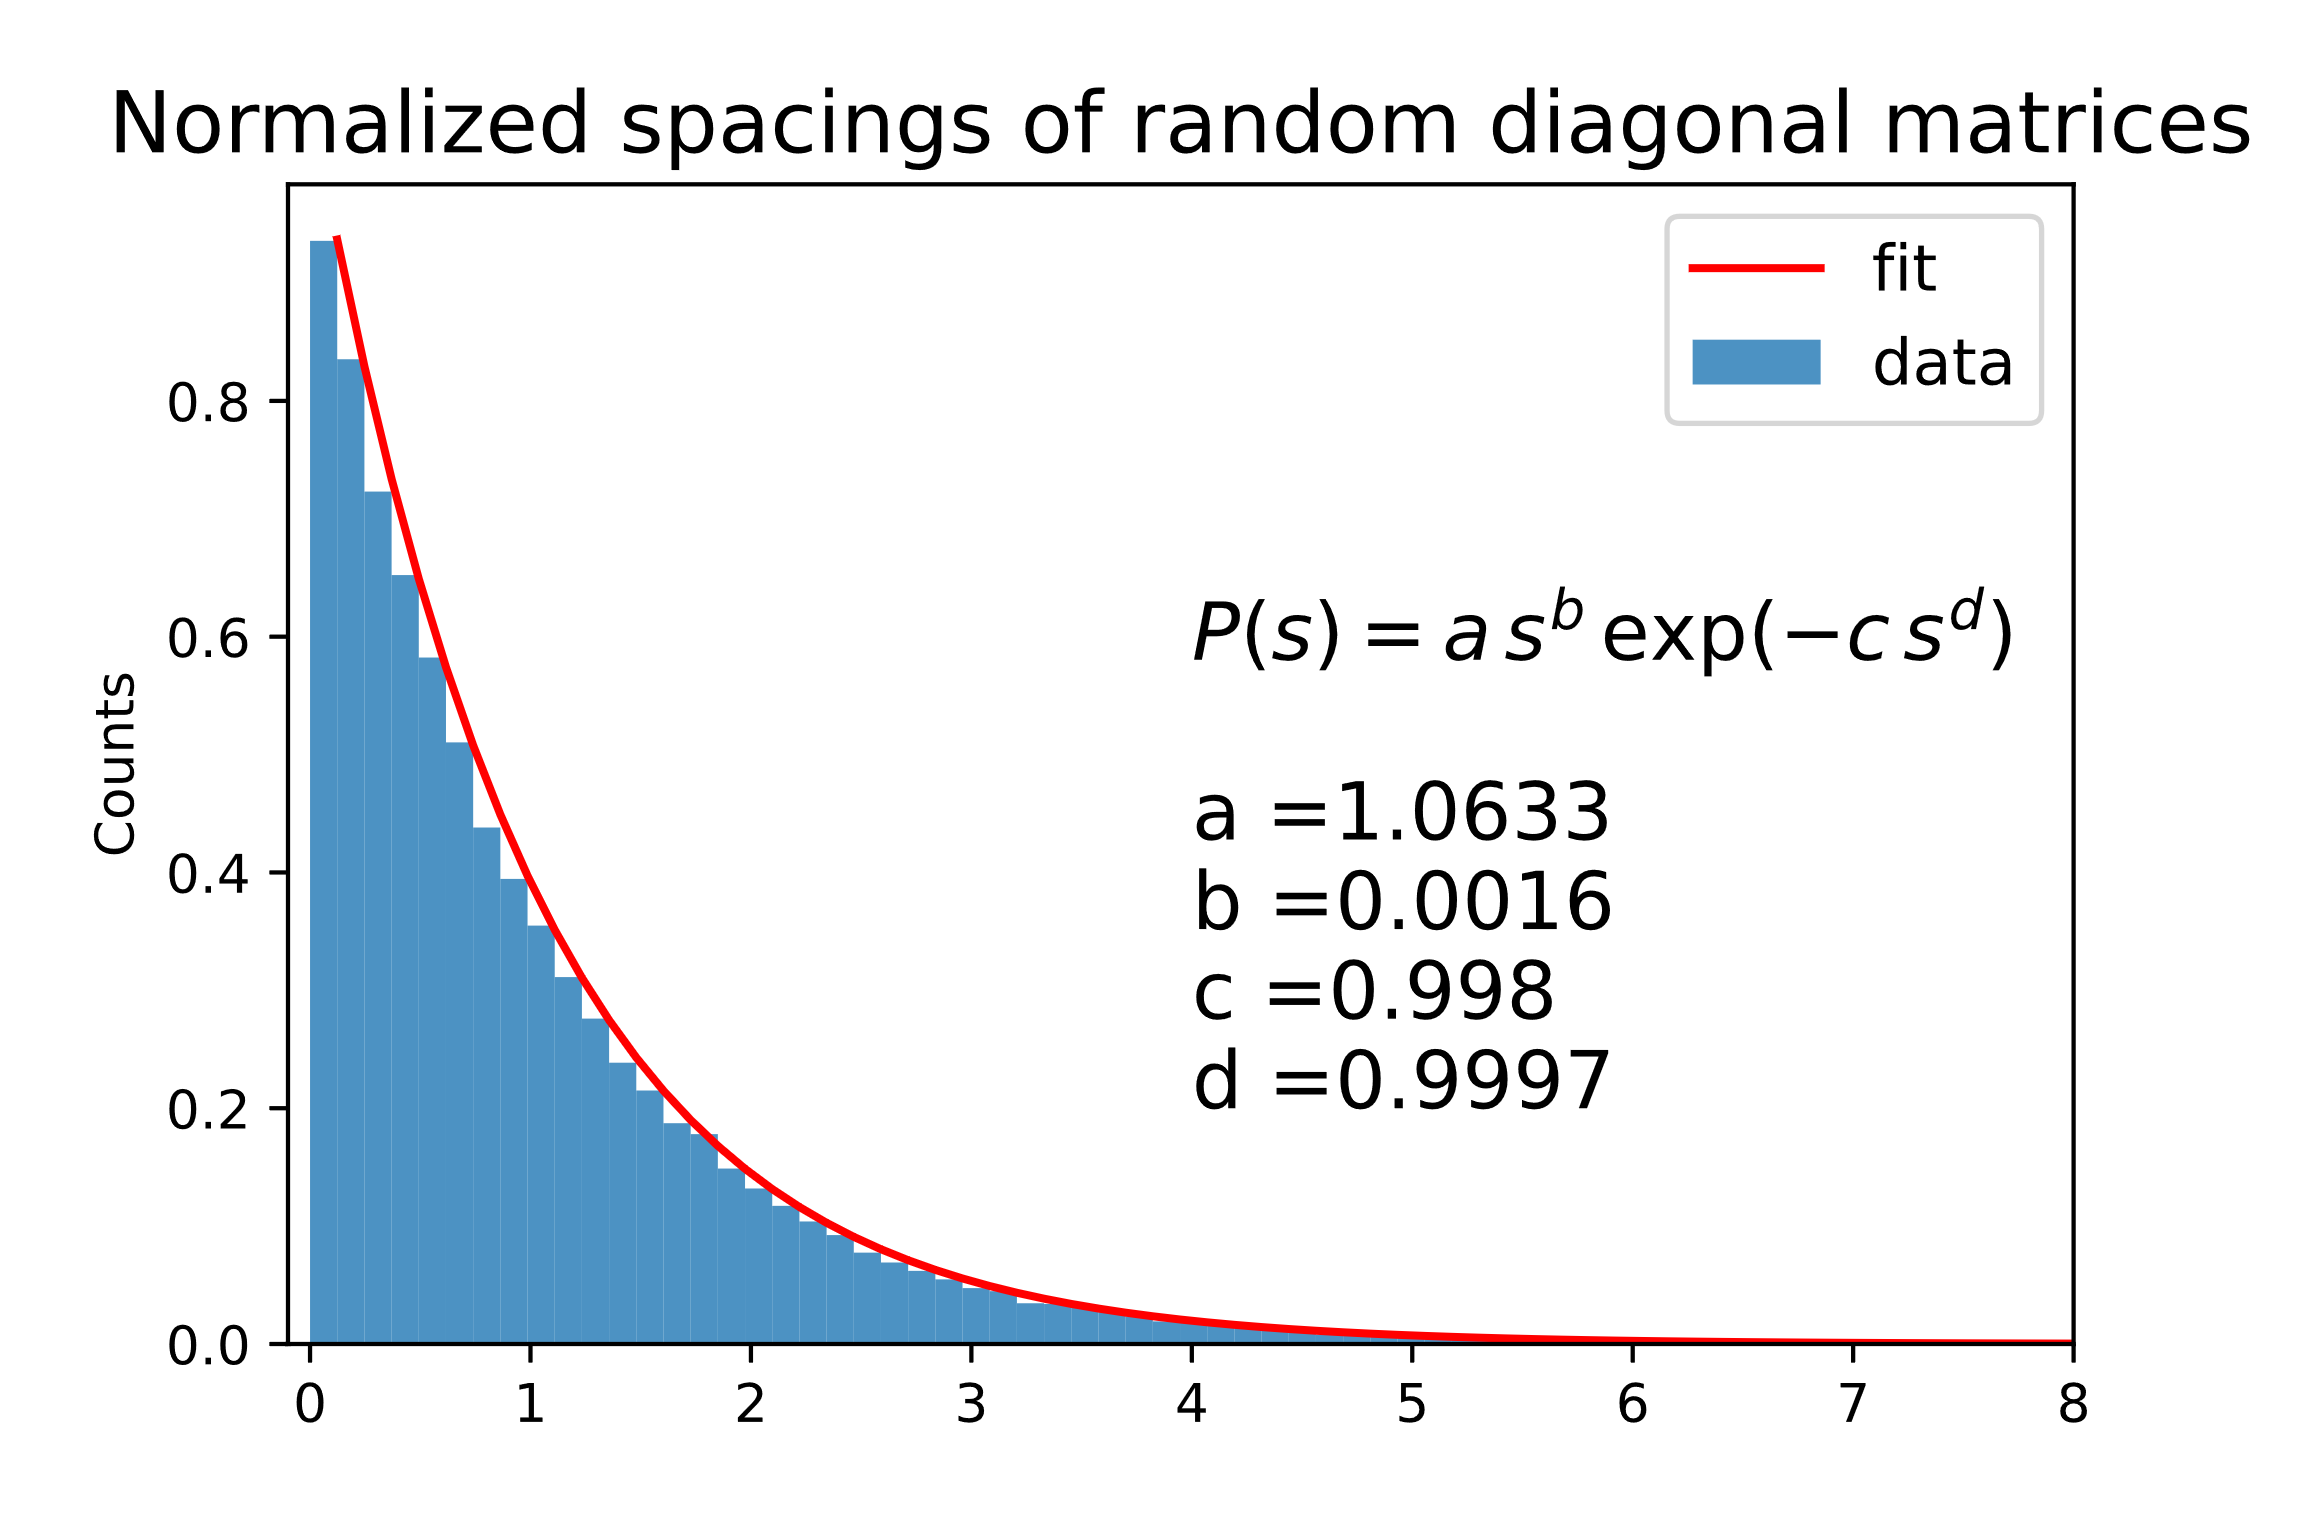 Normalized spacings of random diagonal matrices
fit
data
P(s) = a s^b exp(−c s^d)
a =1.0633
b =0.0016
c =0.998
d =0.9997
Counts
0.8
0.6
0.4
0.2
0.0
0 1 2 3 4 5 6 7 8